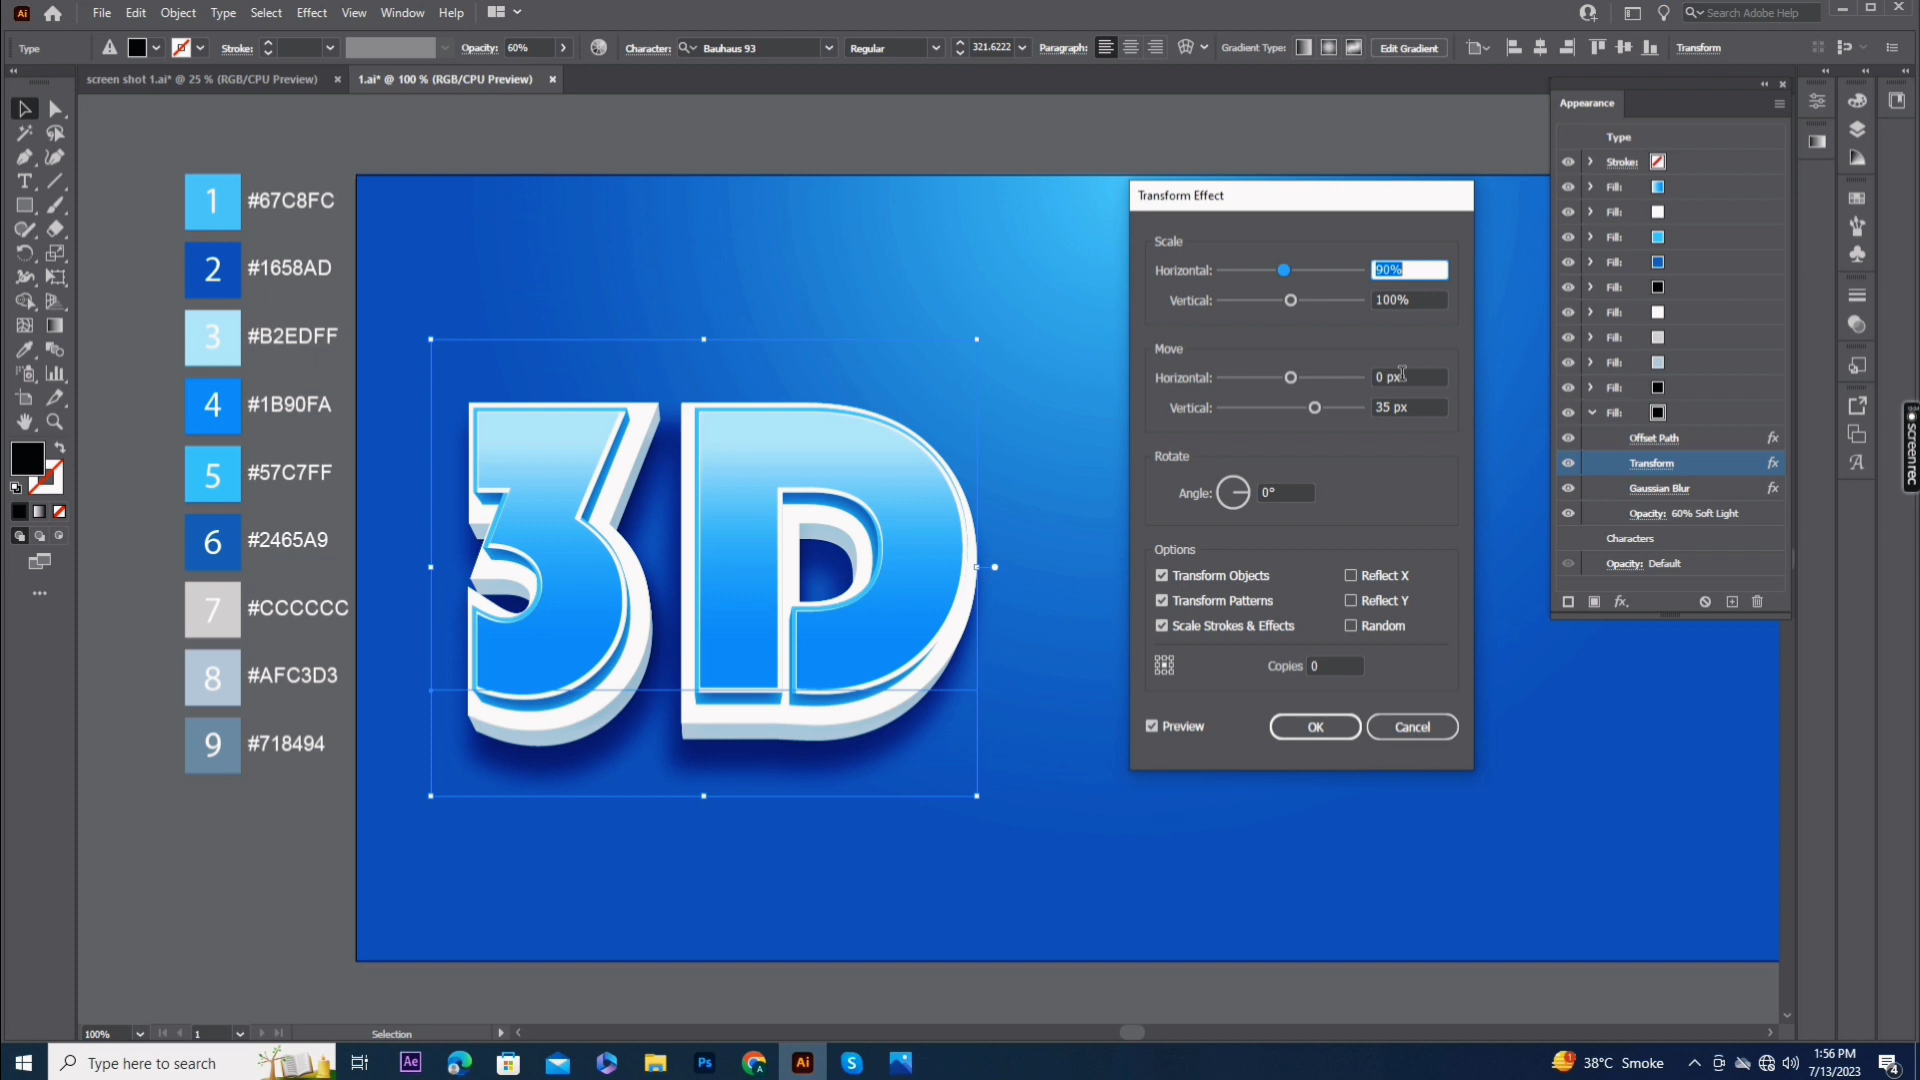 Ai File Edit Object Type Select Effect View Window Help Search Adobe Help
Type Stroke: Opacity: 60% Character: Bauhaus 93 Regular 321.6222 Paragraph: Gradient Type: Edit Gradient Transform
screen shot 1.ai* @ 25 % (RGB/CPU Preview) × 1.ai* @ 100 % (RGB/CPU Preview) ×
1 #67C8FC
2 #1658AD
3 #B2EDFF
4 #1B90FA
5 #57C7FF
6 #2465A9
7 #CCCCCC
8 #AFC3D3
9 #718494
3D
Transform Effect
Scale
Horizontal: 90%
Vertical: 100%
Move
Horizontal: 0 px
Vertical: 35 px
Rotate
Angle: 0°
Options
Transform Objects Reflect X
Transform Patterns Reflect Y
Scale Strokes & Effects Random
Copies 0
Preview OK Cancel
Appearance
Type
Stroke:
Fill:
Fill:
Fill:
Fill:
Fill:
Fill:
Fill:
Fill:
Fill:
Fill:
Offset Path fx
Transform fx
Gaussian Blur fx
Opacity: 60% Soft Light
Characters
Opacity: Default
fx.
screenrec
100% 1 Selection
Type here to search Ae Ps A Ai S 38°C Smoke 1:56 PM
7/13/2023 4